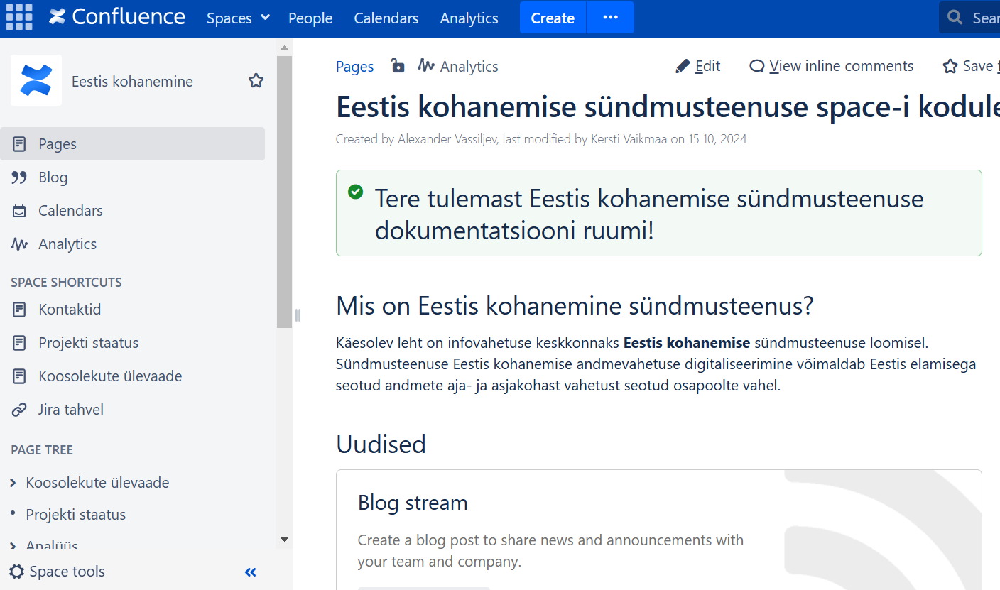 Confluence Spaces People Calendars Analytics Create ··· Sear
Eestis kohanemine
Pages
Blog
Calendars
Analytics
SPACE SHORTCUTS
Kontaktid
Projekti staatus
Koosolekute ülevaade
Jira tahvel
PAGE TREE
Koosolekute ülevaade
Projekti staatus
Analüüs
Space tools
Pages Analytics Edit View inline comments Save f
Eestis kohanemise sündmusteenuse space-i kodule
Created by Alexander Vassiljev, last modified by Kersti Vaikmaa on 15 10, 2024
Tere tulemast Eestis kohanemise sündmusteenuse
dokumentatsiooni ruumi!
Mis on Eestis kohanemine sündmusteenus?
Käesolev leht on infovahetuse keskkonnaks Eestis kohanemise sündmusteenuse loomisel.
Sündmusteenuse Eestis kohanemise andmevahetuse digitaliseerimine võimaldab Eestis elamisega
seotud andmete aja- ja asjakohast vahetust seotud osapoolte vahel.
Uudised
Blog stream
Create a blog post to share news and announcements with
your team and company.